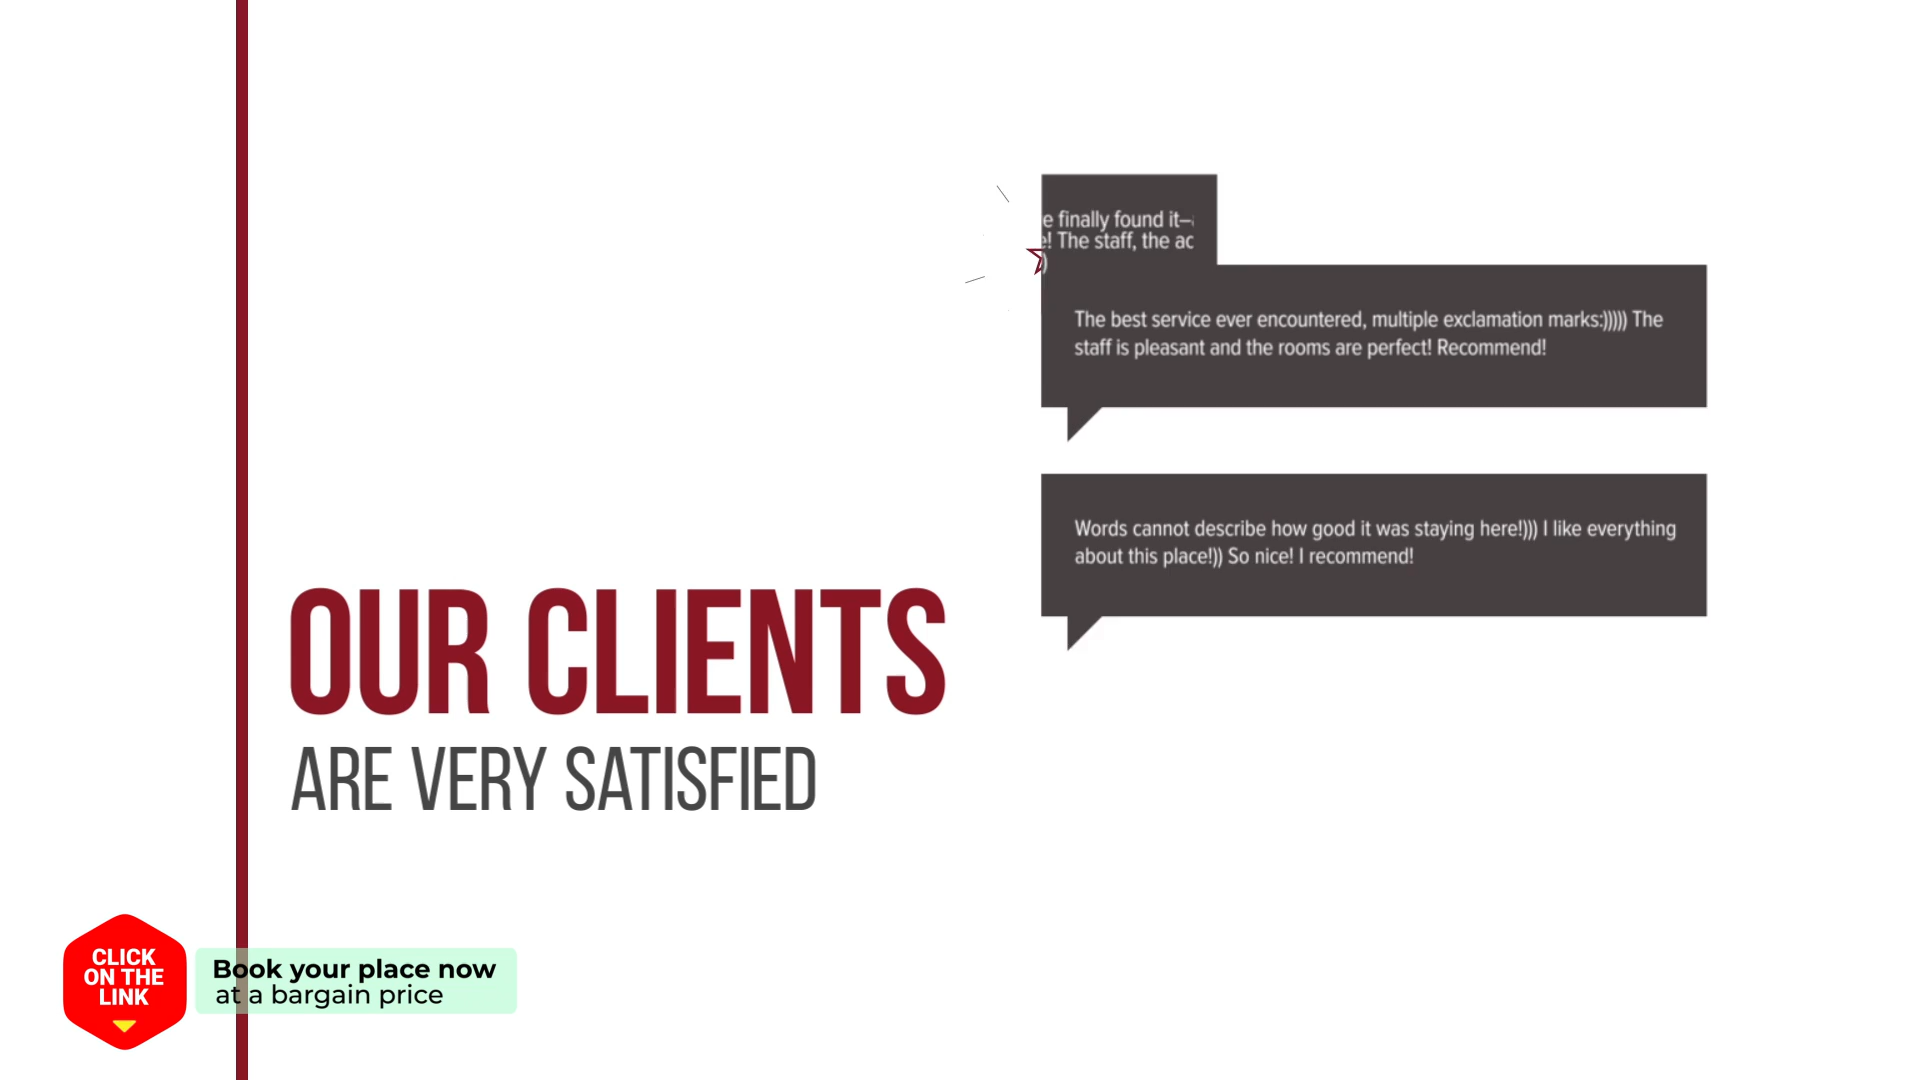 finally found it–
The staff, the
The best service ever encountered, multiple exclamation marks:))))) The
staff is pleasant and the rooms are perfect! Recommend!
Words cannot describe how good it was staying here!))) I like everything
about this place!)) So nice! I recommend!
OUR CLIENTS
ARE VERY SATISFIED
CLICK
ON THE
LINK
Book your place now
at a bargain price